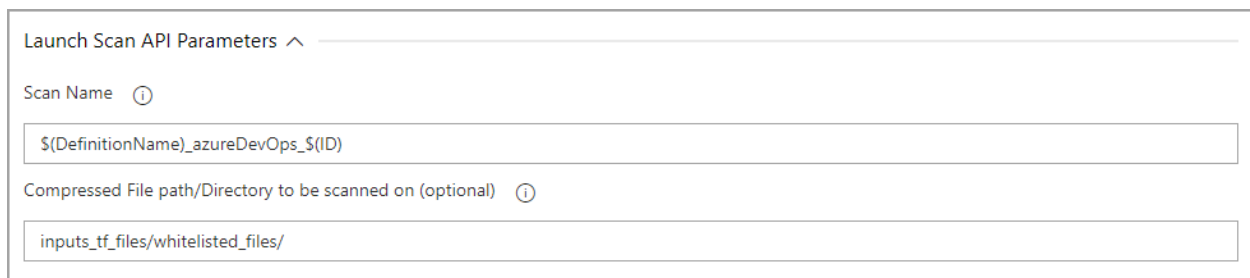 Launch Scan API Parameters
Scan Name
$(DefinitionName)_azureDevOps_$(ID)
Compressed File path/Directory to be scanned on (optional)
inputs_tf_files/whitelisted_files/